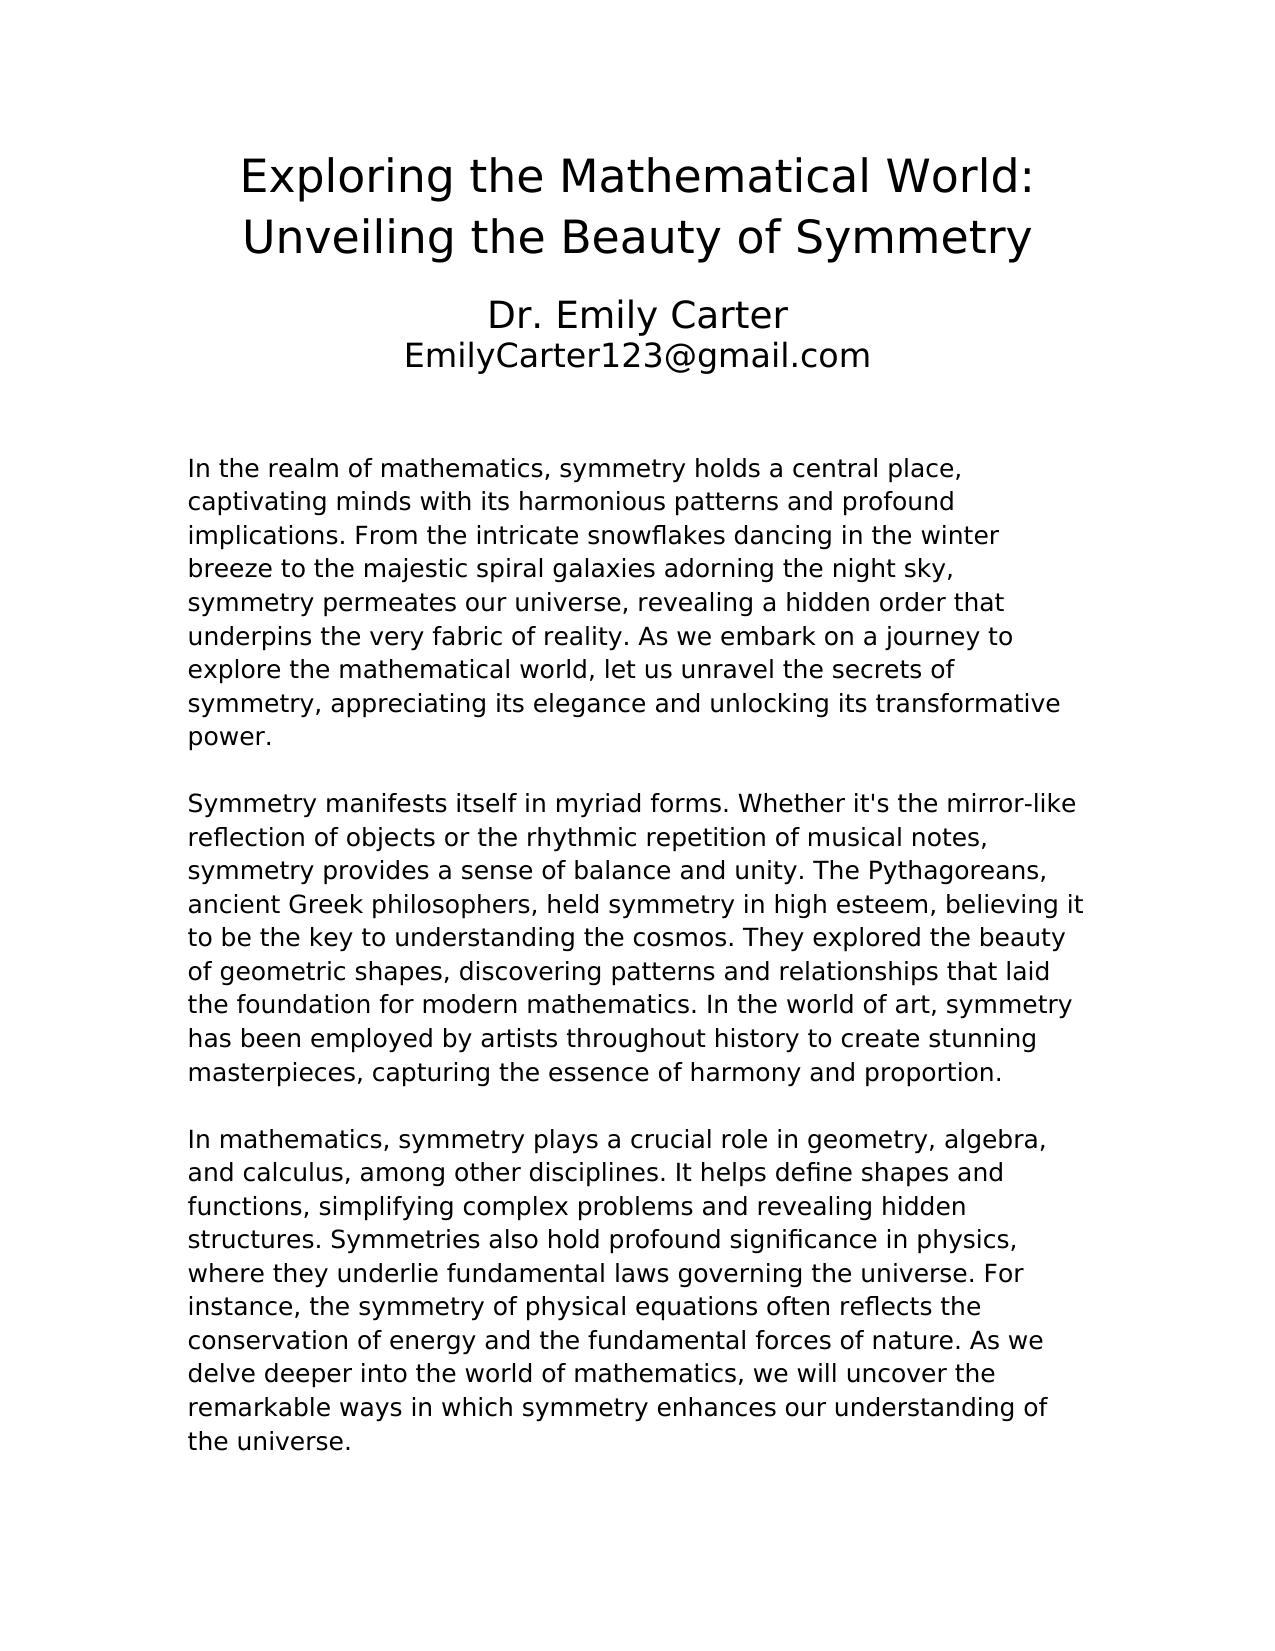 Exploring the Mathematical World:
Unveiling the Beauty of Symmetry
Dr. Emily Carter
EmilyCarter123@gmail.com
In the realm of mathematics, symmetry holds a central place,
captivating minds with its harmonious patterns and profound
implications. From the intricate snowflakes dancing in the winter
breeze to the majestic spiral galaxies adorning the night sky,
symmetry permeates our universe, revealing a hidden order that
underpins the very fabric of reality. As we embark on a journey to
explore the mathematical world, let us unravel the secrets of
symmetry, appreciating its elegance and unlocking its transformative
power.
Symmetry manifests itself in myriad forms. Whether it's the mirror-like
reflection of objects or the rhythmic repetition of musical notes,
symmetry provides a sense of balance and unity. The Pythagoreans,
ancient Greek philosophers, held symmetry in high esteem, believing it
to be the key to understanding the cosmos. They explored the beauty
of geometric shapes, discovering patterns and relationships that laid
the foundation for modern mathematics. In the world of art, symmetry
has been employed by artists throughout history to create stunning
masterpieces, capturing the essence of harmony and proportion.
In mathematics, symmetry plays a crucial role in geometry, algebra,
and calculus, among other disciplines. It helps define shapes and
functions, simplifying complex problems and revealing hidden
structures. Symmetries also hold profound significance in physics,
where they underlie fundamental laws governing the universe. For
instance, the symmetry of physical equations often reflects the
conservation of energy and the fundamental forces of nature. As we
delve deeper into the world of mathematics, we will uncover the
remarkable ways in which symmetry enhances our understanding of
the universe.